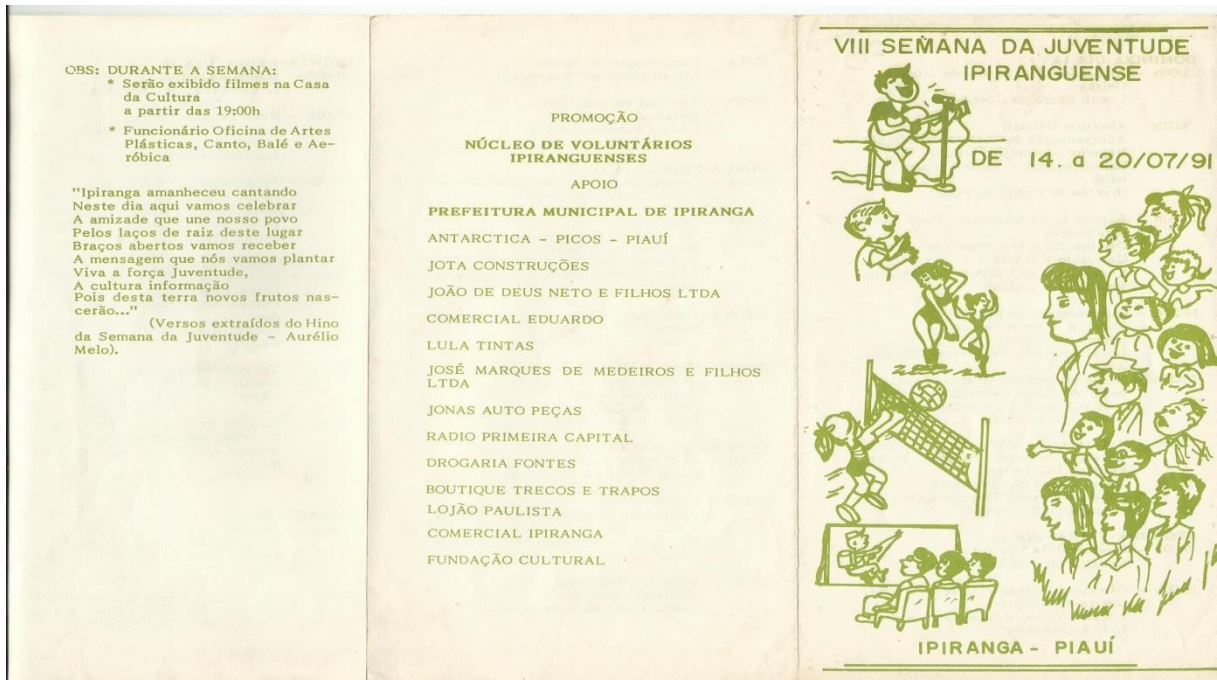 OBS: DURANTE A SEMANA:
* Serão exibido filmes na Casa
da Cultura
a partir das 19:00h
* Funcionário Oficina de Artes
Plásticas, Canto, Balé e Ae-
róbica
"Ipiranga amanheceu cantando
Neste dia aqui vamos celebrar
A amizade que une nosso povo
Pelos laços de raiz deste lugar
Braços abertos vamos receber
A mensagem que nós vamos plantar
Viva a força Juventude,
A cultura informação
Pois desta terra novos frutos nas-
cerão..."
(Versos extraídos do Hino
da Semana da Juventude - Aurélio
Melo).
PROMOÇÃO
NÚCLEO DE VOLUNTÁRIOS
IPIRANGUENSES
APOIO
PREFEITURA MUNICIPAL DE IPIRANGA
ANTARCTICA - PICOS - PIAUÍ
JOTA CONSTRUÇÕES
JOÃO DE DEUS NETO E FILHOS LTDA
COMERCIAL EDUARDO
LULA TINTAS
JOSÉ MARQUES DE MEDEIROS E FILHOS
LTDA
JONAS AUTO PEÇAS
RADIO PRIMEIRA CAPITAL
DROGARIA FONTES
BOUTIQUE TRECOS E TRAPOS
LOJÃO PAULISTA
COMERCIAL IPIRANGA
FUNDAÇÃO CULTURAL
VIII SEMANA DA JUVENTUDE
IPIRANGUENSE
DE 14. a 20/07/91
IPIRANGA - PIAUÍ